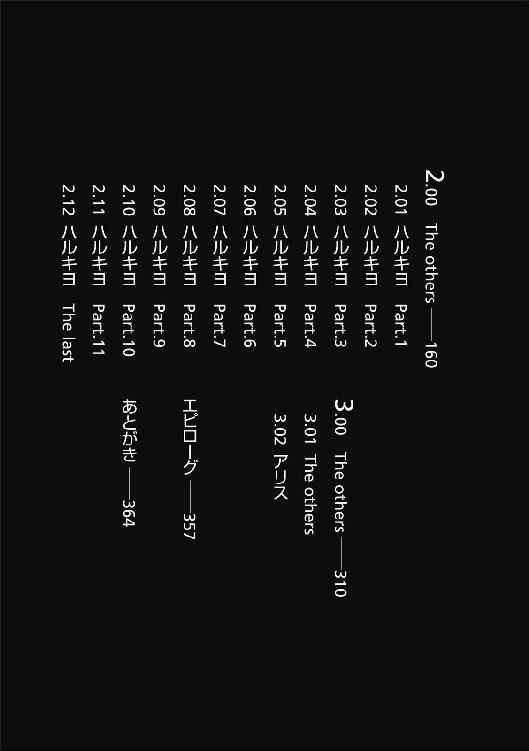 2.00 The others ——160
2.01 ハルキヨ Part.1
2.02 ハルキヨ Part.2
2.03 ハルキヨ Part.3
2.04 ハルキヨ Part.4
2.05 ハルキヨ Part.5
2.06 ハルキヨ Part.6
2.07 ハルキヨ Part.7
2.08 ハルキヨ Part.8
2.09 ハルキヨ Part.9
2.10 ハルキヨ Part.10
2.11 ハルキヨ Part.11
2.12 ハルキヨ The last
3.00 The others ——310
3.01 The others
3.02 アリス
エピローグ ——357
あとがき ——364